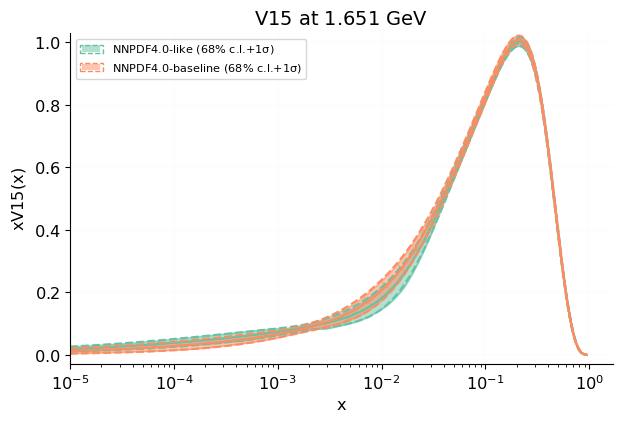 V15 at 1.651 GeV
NNPDF4.0-like (68% c.l.+1σ)
NNPDF4.0-baseline (68% c.l.+1σ)
xV15(x)
1.0
0.8
0.6
0.4
0.2
0.0
10⁻⁵ 10⁻⁴ 10⁻³ 10⁻² 10⁻¹ 10⁰
x